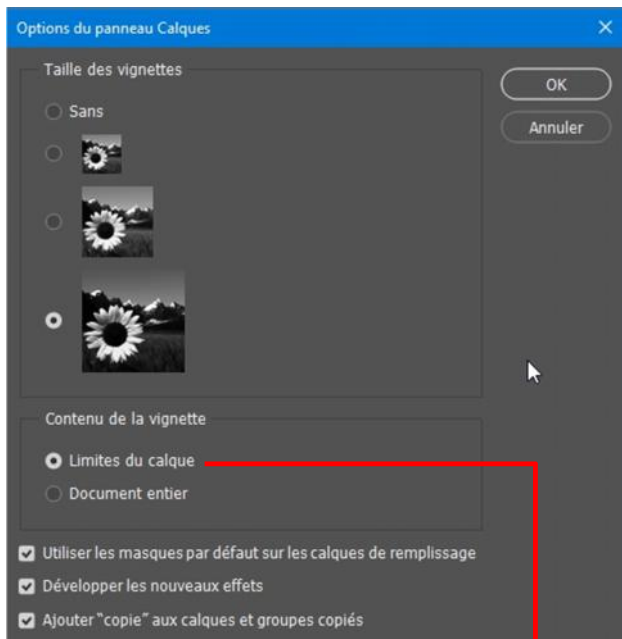 Options du panneau Calques
Taille des vignettes
OK
Sans
Annuler
Contenu de la vignette
Limites du calque
Document entier
Utiliser les masques par défaut sur les calques de remplissage
Développer les nouveaux effets
Ajouter "copie" aux calques et groupes copiés